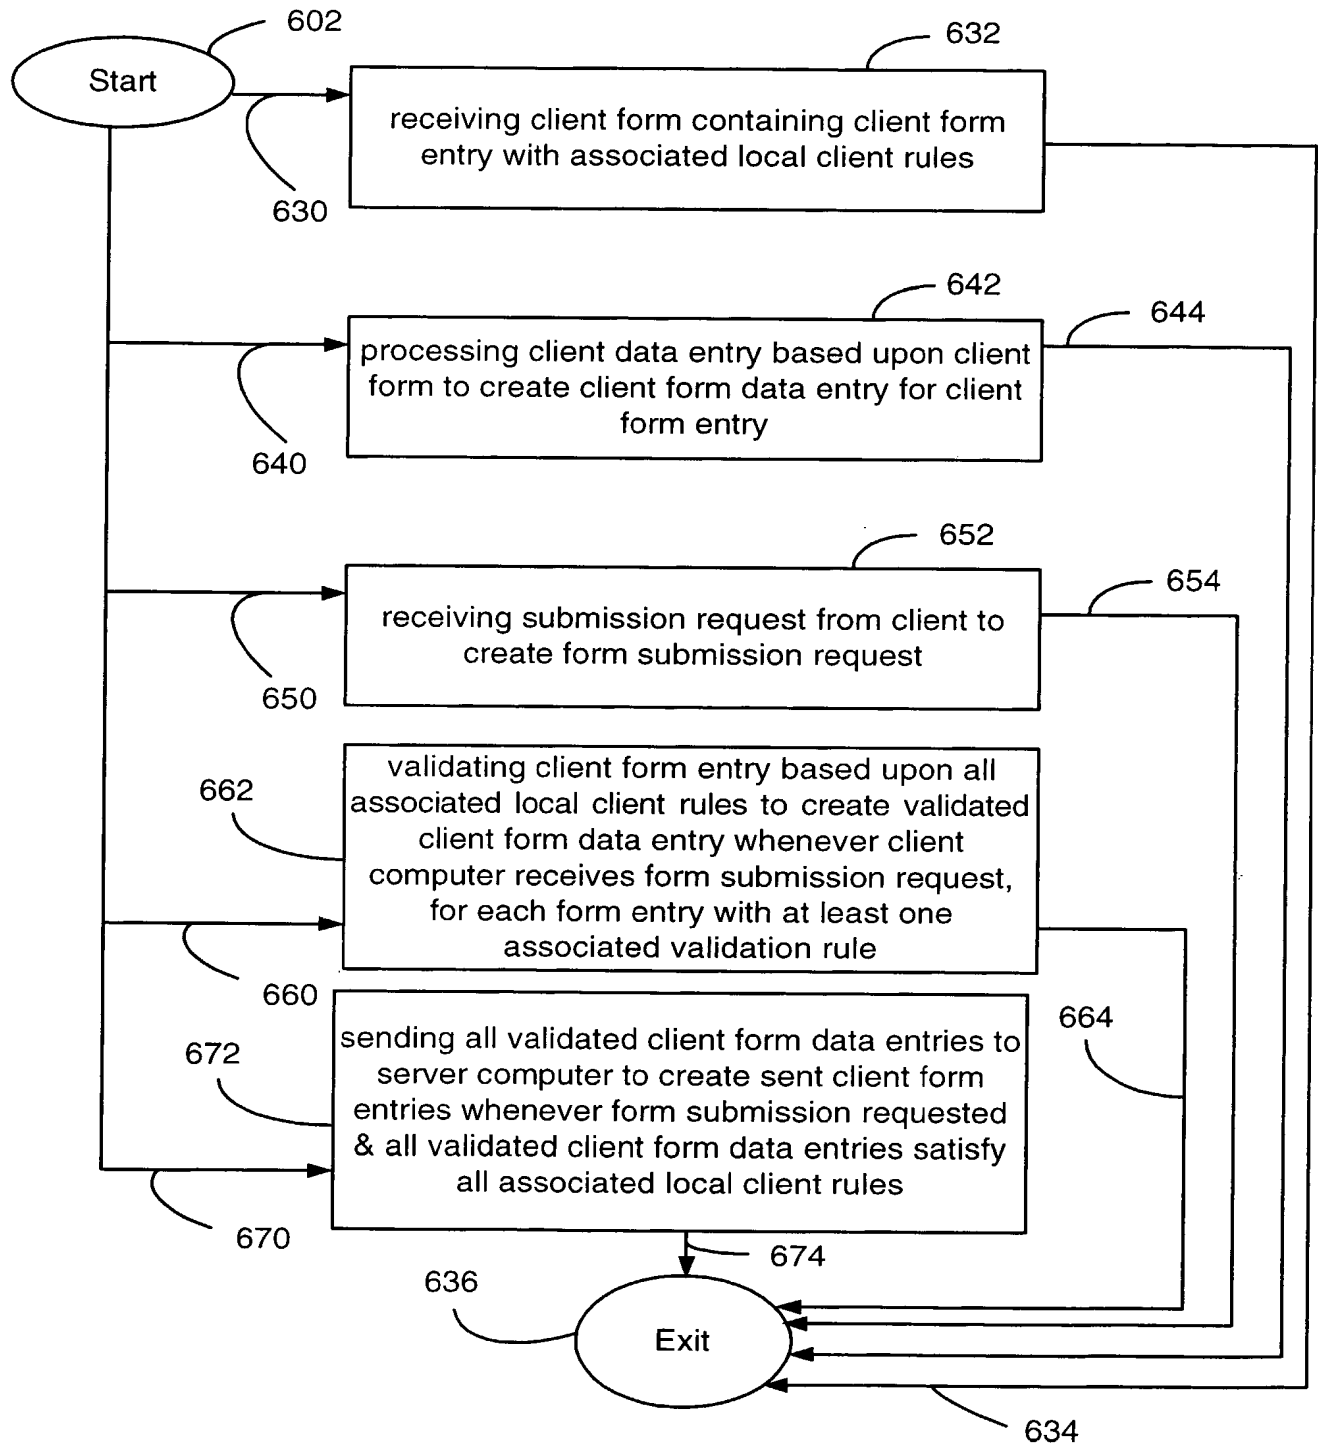 602
Start
632
receiving client form containing client form
entry with associated local client rules
630
642
644
processing client data entry based upon client
form to create client form data entry for client
form entry
640
652
654
receiving submission request from client to
create form submission request
650
662
validating client form entry based upon all
associated local client rules to create validated
client form data entry whenever client
computer receives form submission request,
for each form entry with at least one
associated validation rule
660
664
672
sending all validated client form data entries to
server computer to create sent client form
entries whenever form submission requested
& all validated client form data entries satisfy
all associated local client rules
670
674
636
Exit
634